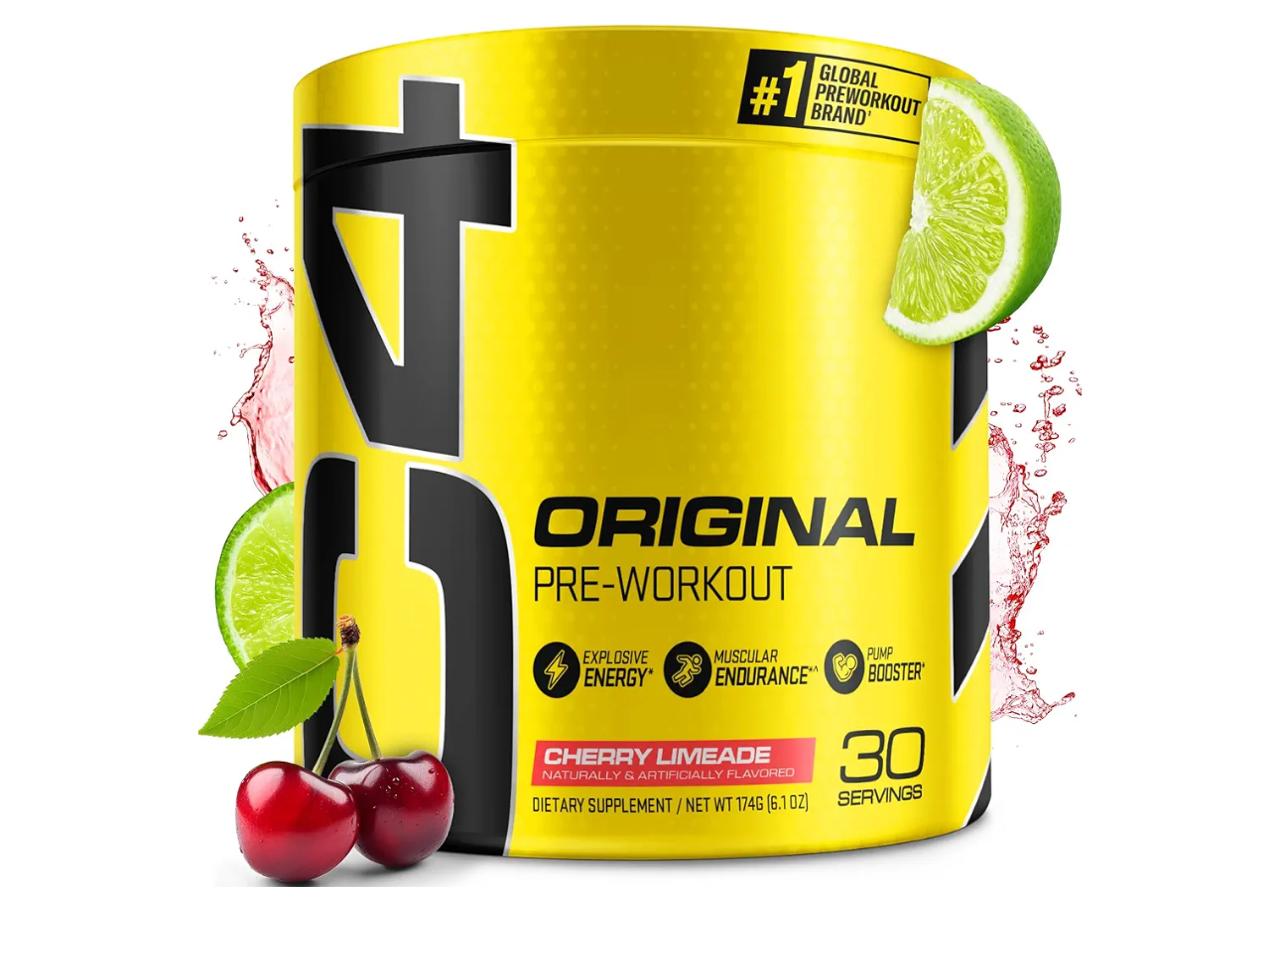 C4
#1 GLOBAL
PREWORKOUT
BRAND†
ORIGINAL
PRE-WORKOUT
EXPLOSIVE
ENERGY*
MUSCULAR
ENDURANCE*^
PUMP
BOOSTER*
CHERRY LIMEADE
NATURALLY & ARTIFICIALLY FLAVORED
DIETARY SUPPLEMENT / NET WT 174G (6.1 OZ)
30
SERVINGS